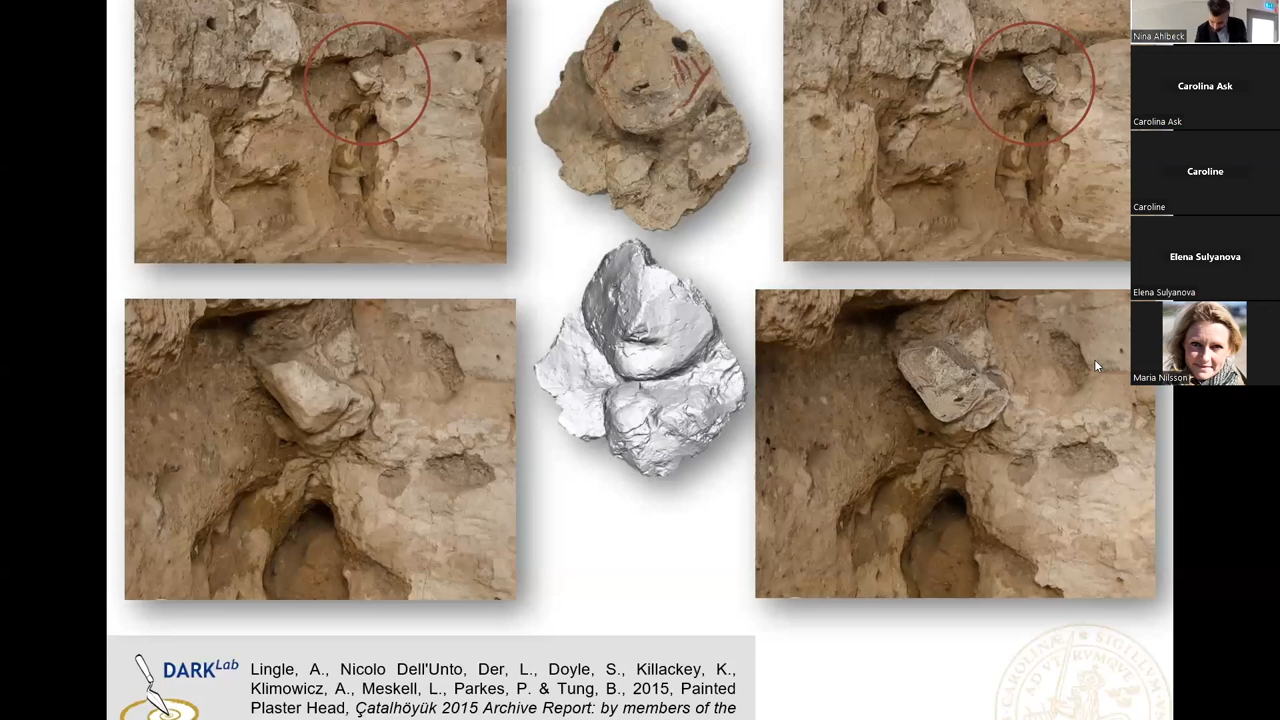 Nina Ahlbeck
Carolina Ask
Carolina Ask
Caroline
Caroline
Elena Sulyanova
Elena Sulyanova
Maria Nilsson
DARKLab
Lingle, A., Nicolo Dell'Unto, Der, L., Doyle, S., Killackey, K.,
Klimowicz, A., Meskell, L., Parkes, P. & Tung, B., 2015, Painted
Plaster Head, Çatalhöyük 2015 Archive Report: by members of the